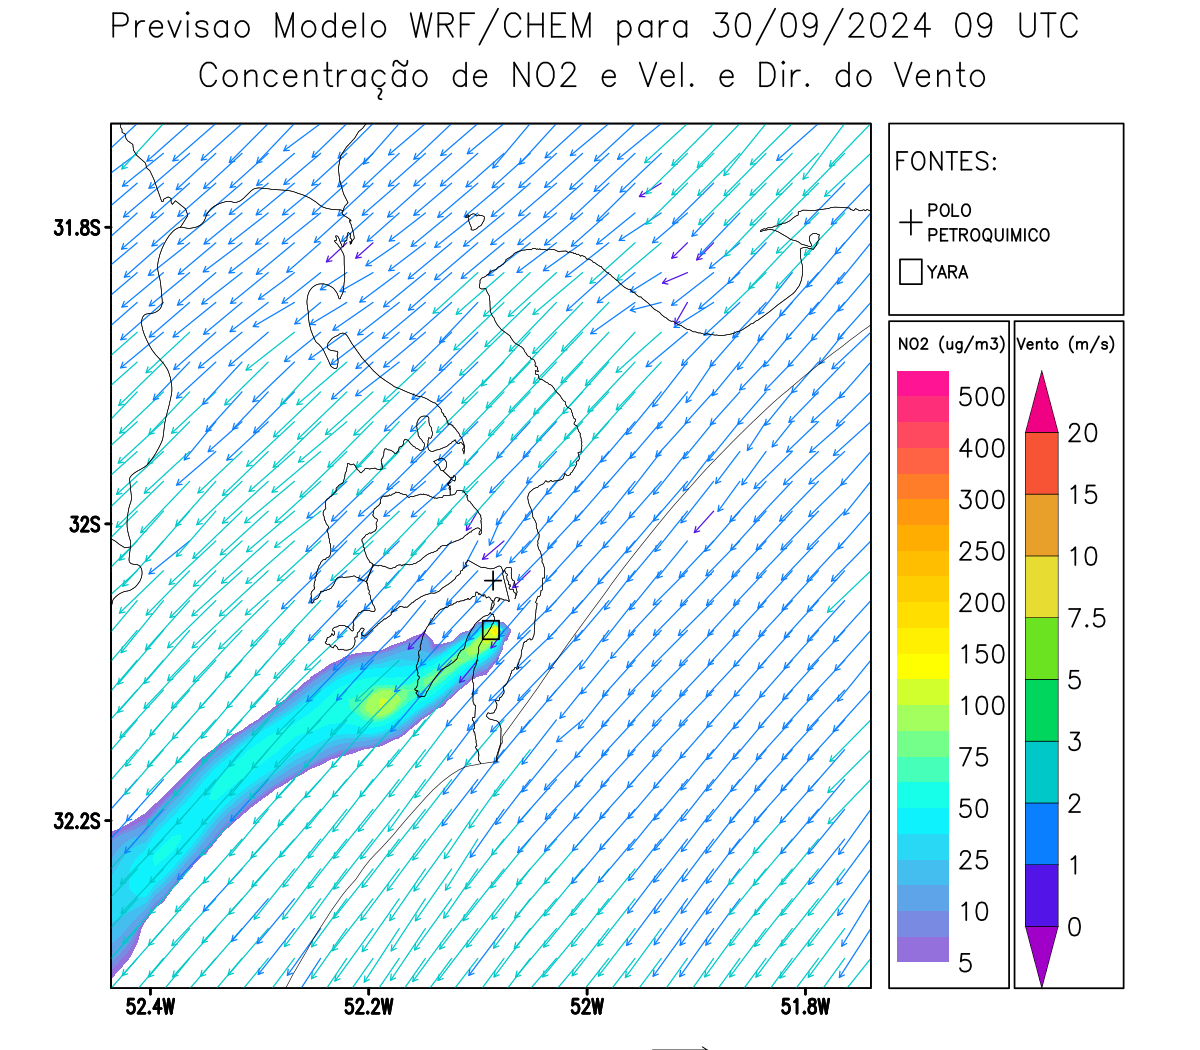 Previsao Modelo WRF/CHEM para 30/09/2024 09 UTC
Concentração de NO2 e Vel. e Dir. do Vento
FONTES:
POLO
PETROQUIMICO
YARA
NO2 (ug/m3)
500
400
300
250
200
150
100
75
50
25
10
5
Vento (m/s)
20
15
10
7.5
5
3
2
1
0
31.8S
32S
32.2S
52.4W 52.2W 52W 51.8W